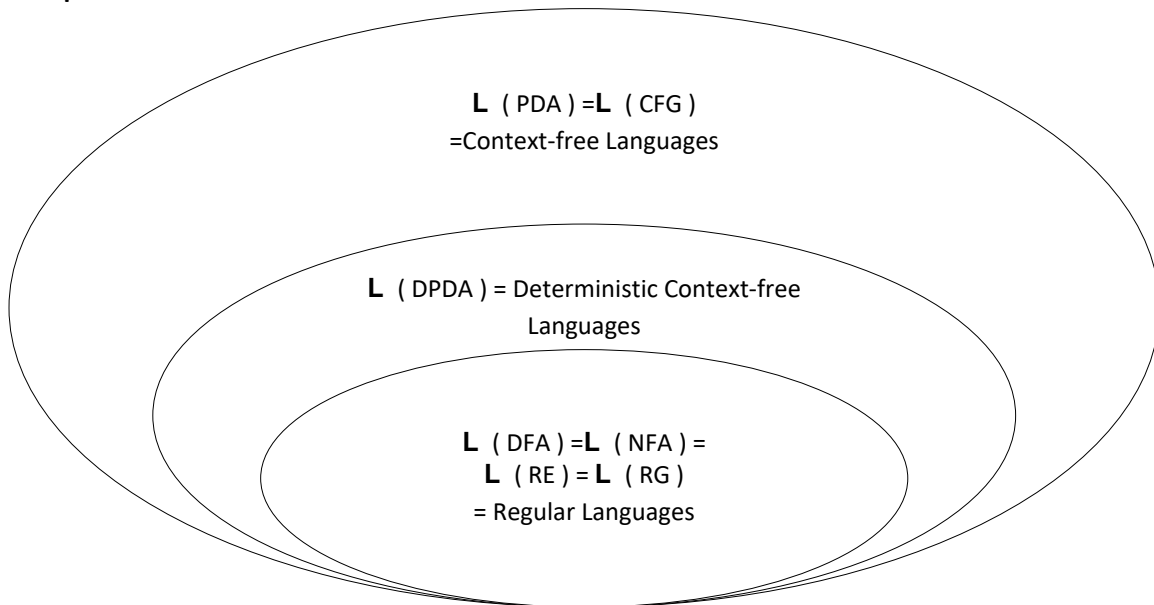 L ( PDA ) =L ( CFG )
=Context-free Languages
L ( DPDA ) = Deterministic Context-free
Languages
L ( DFA ) =L ( NFA ) =
L ( RE ) = L ( RG )
= Regular Languages